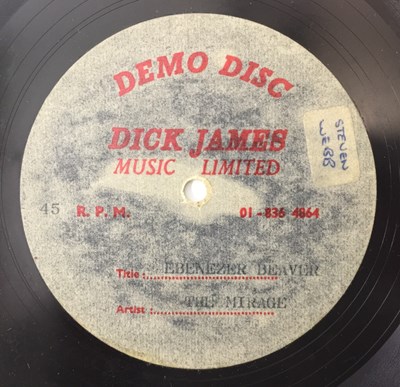 DEMO DISC
DICK JAMES
MUSIC LIMITED
45 R. P. M. 01-836 4864
STEVEN
WEBB
Title :..... EBENEZER BEAVER
Artist :..... THE MIRAGE